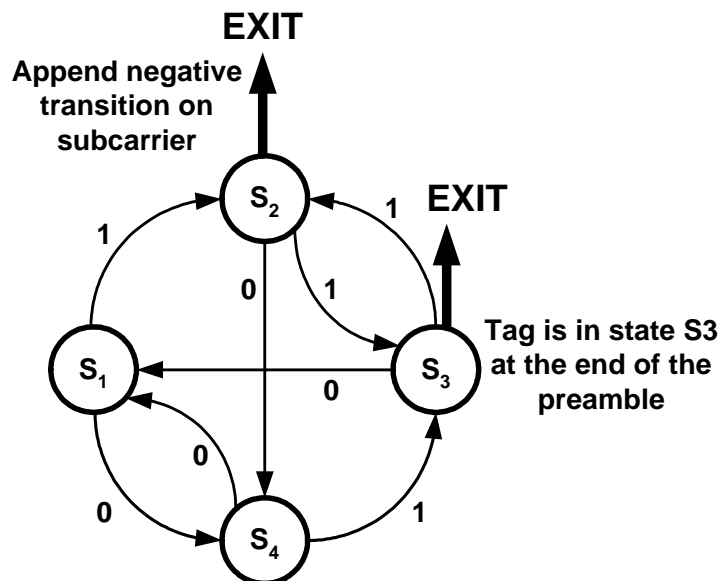 EXIT
Append negative
transition on
subcarrier
S2
EXIT
1
1
0
1
Tag is in state S3
at the end of the
preamble
S1
S3
0
0
0
1
S4